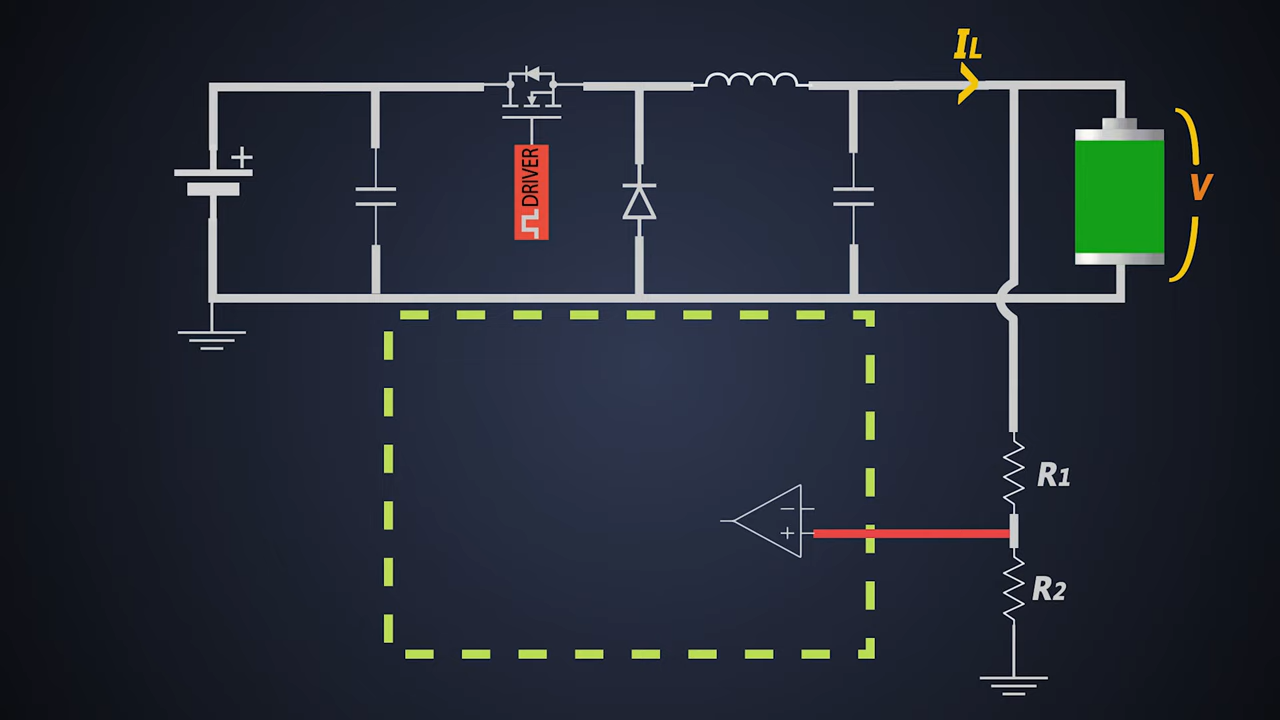 IL
+
DRIVER
V
R1
−
+
R2